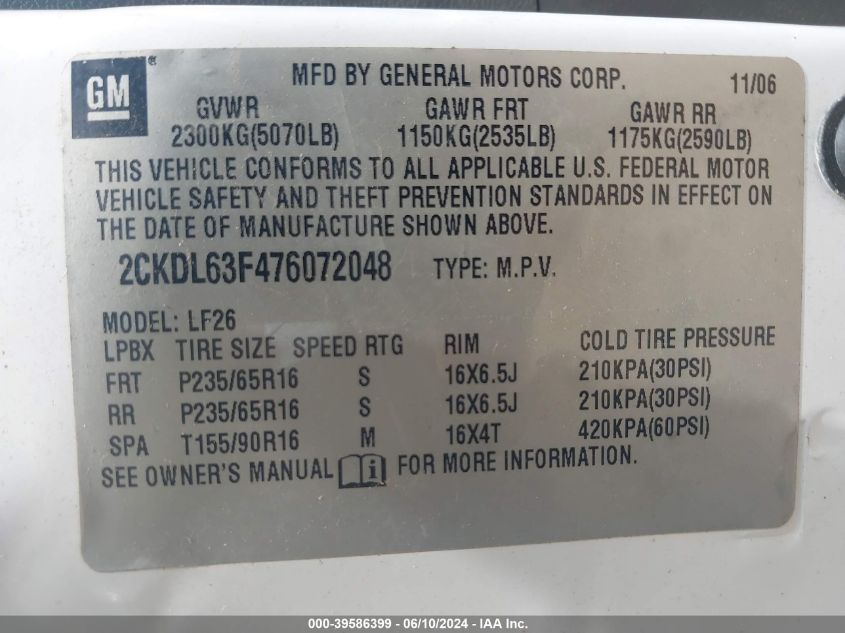 GM®
MFD BY GENERAL MOTORS CORP. 11/06
GVWR GAWR FRT GAWR RR
2300KG(5070LB) 1150KG(2535LB) 1175KG(2590LB)
THIS VEHICLE CONFORMS TO ALL APPLICABLE U.S. FEDERAL MOTOR
VEHICLE SAFETY AND THEFT PREVENTION STANDARDS IN EFFECT ON
THE DATE OF MANUFACTURE SHOWN ABOVE.
2CKDL63F476072048 TYPE: M.P.V.
MODEL: LF26
LPBX TIRE SIZE SPEED RTG RIM COLD TIRE PRESSURE
FRT P235/65R16 S 16X6.5J 210KPA(30PSI)
RR P235/65R16 S 16X6.5J 210KPA(30PSI)
SPA T155/90R16 M 16X4T 420KPA(60PSI)
SEE OWNER'S MANUAL i FOR MORE INFORMATION.
000-39586399 - 06/10/2024 - IAA Inc.